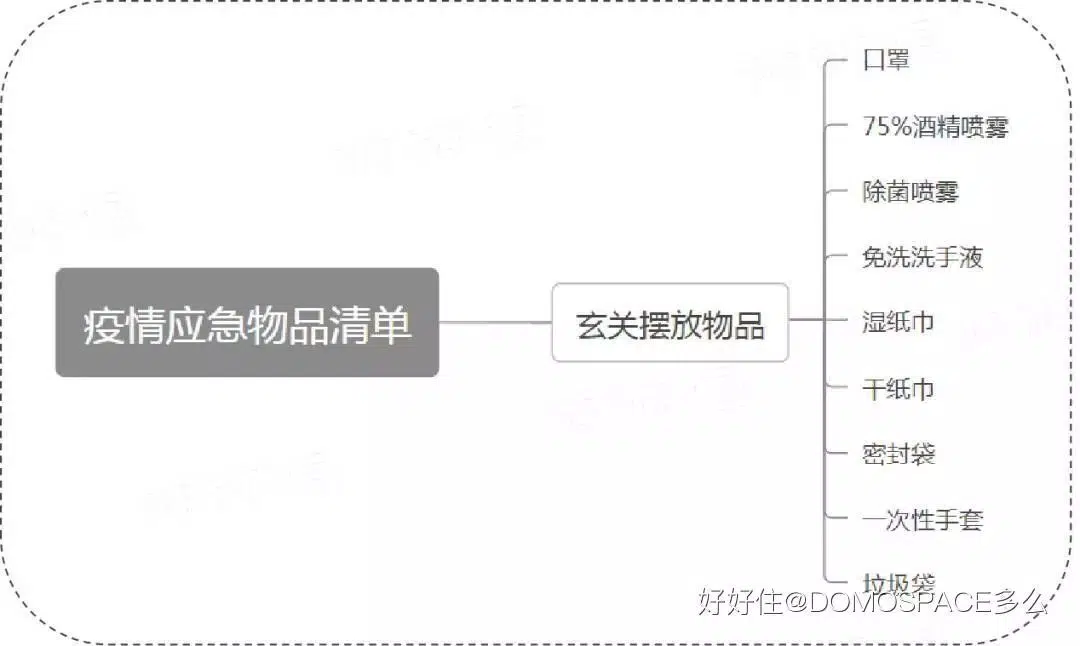 疫情应急物品清单
玄关摆放物品
口罩
75%酒精喷雾
除菌喷雾
免洗洗手液
湿纸巾
干纸巾
密封袋
一次性手套
垃圾袋
好好住@DOMOSPACE多么